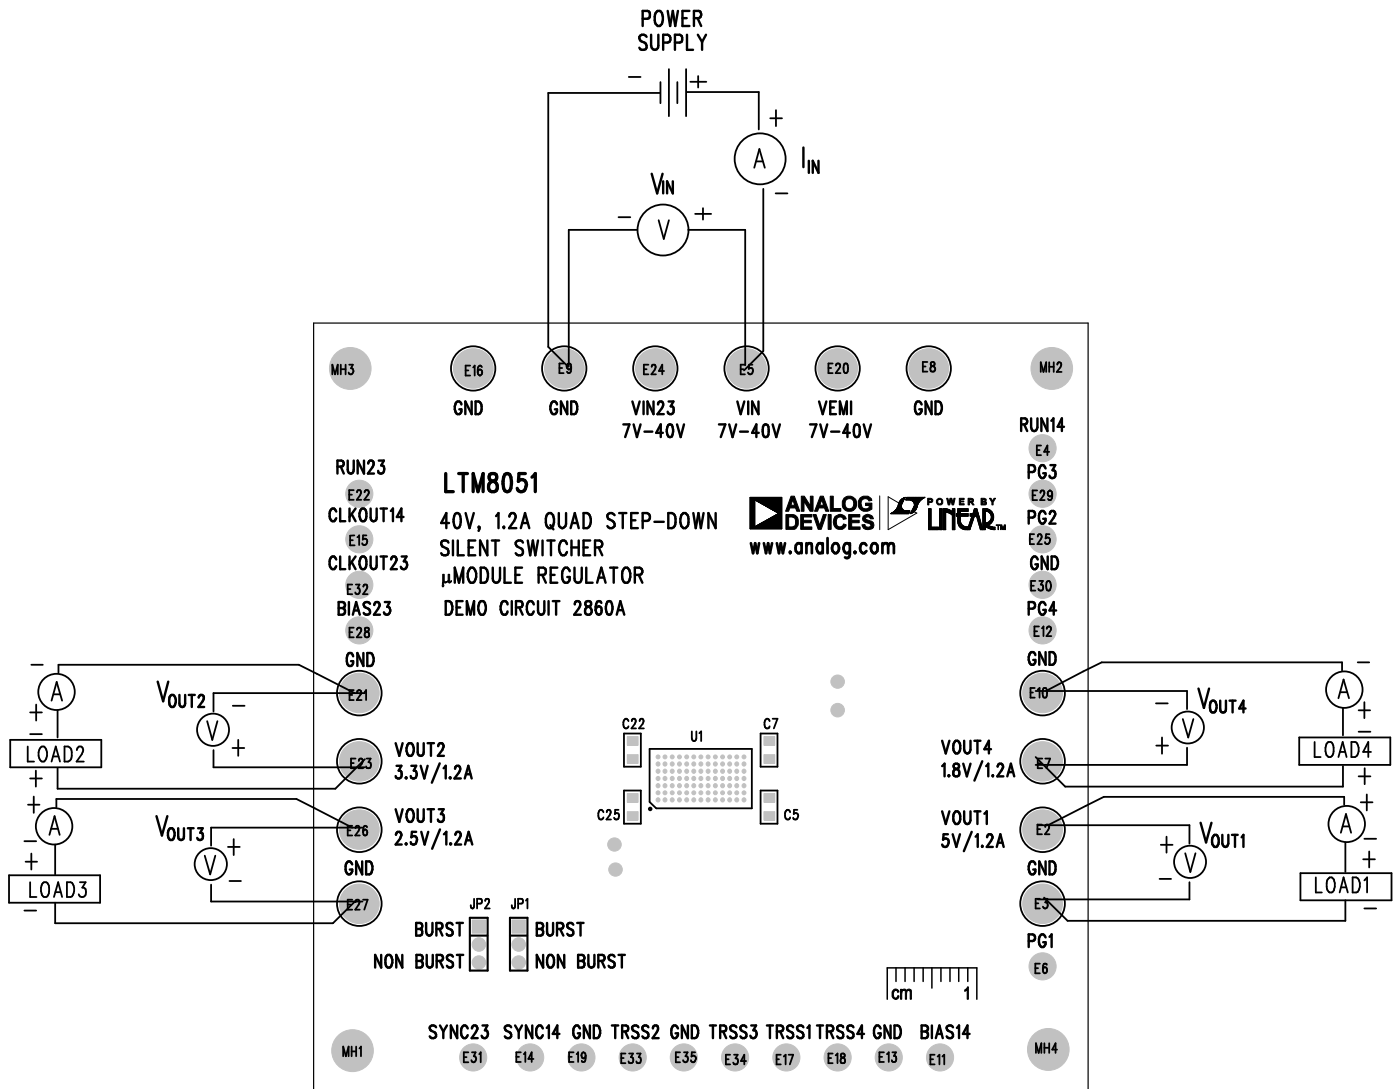 POWER
SUPPLY
− +
+
A IIN
−
VIN
− V +
MH3 E16 E9 E24 E5 E20 E8 MH2
GND GND VIN23 VIN VEMI GND
7V-40V 7V-40V 7V-40V
RUN14
E4
PG3
E29
PG2
E25
GND
E30
PG4
E12
GND
E10
RUN23
E22
CLKOUT14
E15
CLKOUT23
E32
BIAS23
E28
GND
E21
LTM8051
40V, 1.2A QUAD STEP-DOWN
SILENT SWITCHER
µMODULE REGULATOR
DEMO CIRCUIT 2860A
ANALOG
DEVICES
POWER BY
LINEAR™
www.analog.com
−
A
+
−
LOAD2
+
VOUT2
−
V
+
E23
VOUT2
3.3V/1.2A
+
A
−
+
LOAD3
−
VOUT3
+
V
−
E26
VOUT3
2.5V/1.2A
GND
E27
C22 U1 C7
C25 C5
VOUT4
1.8V/1.2A
E7
VOUT4
−
V
+
−
A
+
−
LOAD4
+
VOUT1
5V/1.2A
E2
GND
E3
PG1
E6
VOUT1
+
V
−
+
A
−
+
LOAD1
−
JP2 JP1
BURST BURST
NON BURST NON BURST
cm 1
SYNC23 SYNC14 GND TRSS2 GND TRSS3 TRSS1 TRSS4 GND BIAS14
MH1 E31 E14 E19 E33 E35 E34 E17 E18 E13 E11 MH4